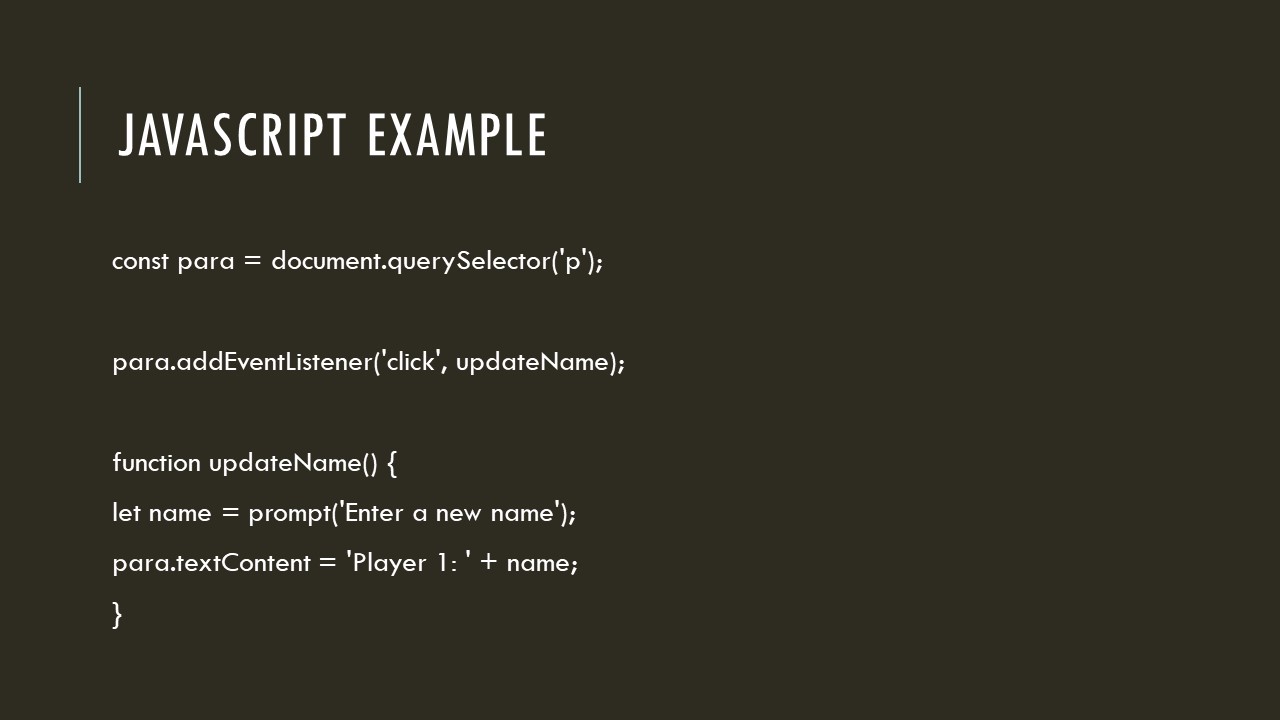 JAVASCRIPT EXAMPLE
const para = document.querySelector('p');
para.addEventListener('click', updateName);
function updateName() {
let name = prompt('Enter a new name');
para.textContent = 'Player 1: ' + name;
}